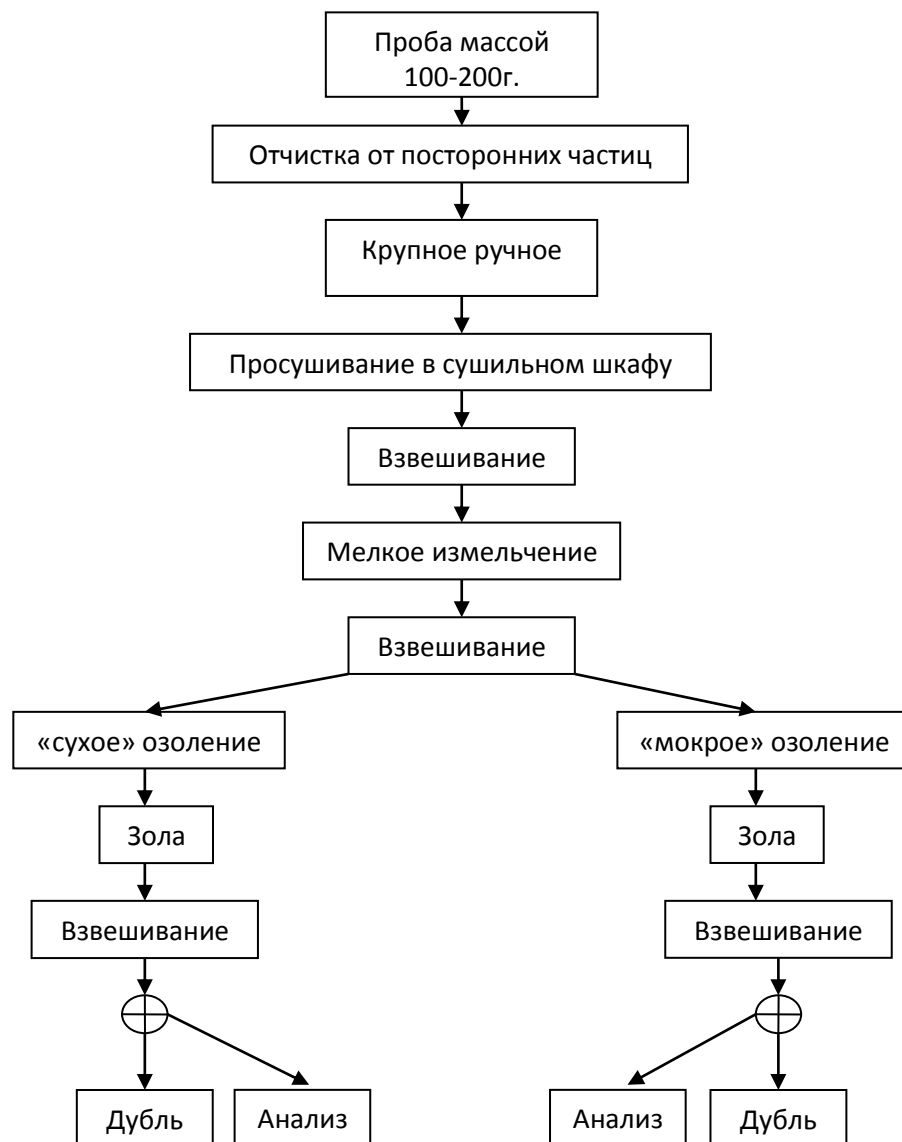 Проба массой
100-200г.
Отчистка от посторонних частиц
Крупное ручное
Просушивание в сушильном шкафу
Взвешивание
Мелкое измельчение
Взвешивание
«сухое» озоление
«мокрое» озоление
Зола
Зола
Взвешивание
Взвешивание
Дубль
Анализ
Анализ
Дубль